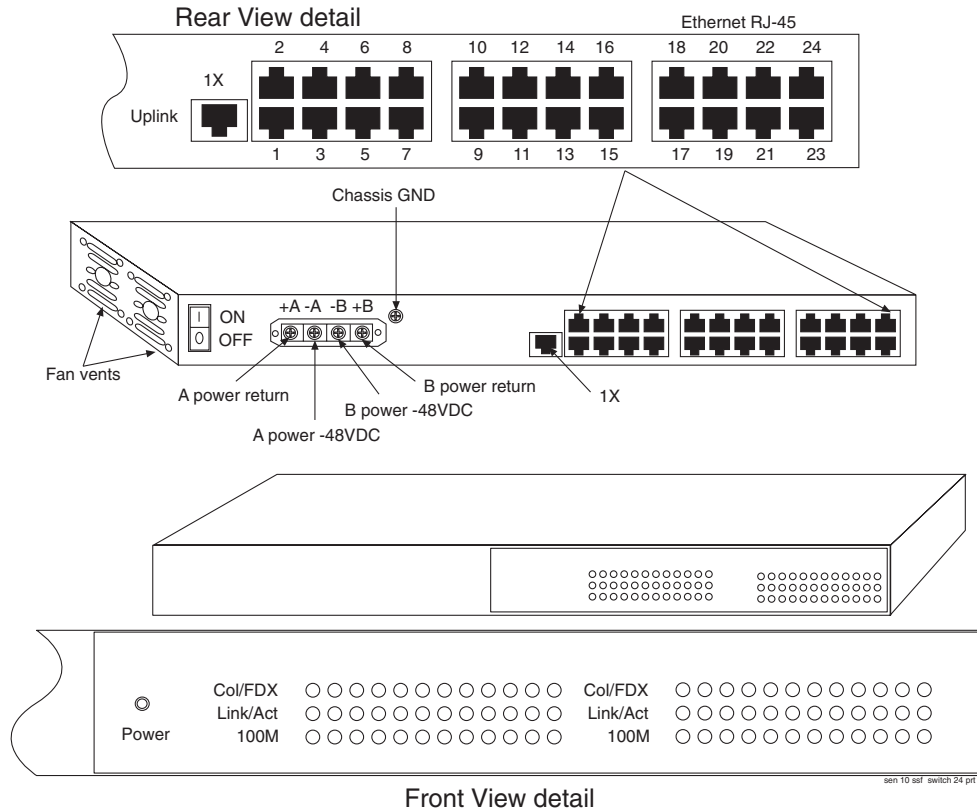 Rear View detail
Ethernet RJ-45
2 4 6 8 10 12 14 16 18 20 22 24
1X
Uplink
1 3 5 7 9 11 13 15 17 19 21 23
Chassis GND
+A -A -B +B
I ON
O OFF
Fan vents
A power return
B power return
1X
B power -48VDC
A power -48VDC
Col/FDX Col/FDX
Link/Act Link/Act
Power 100M 100M
sen 10 ssf switch 24 prt
Front View detail